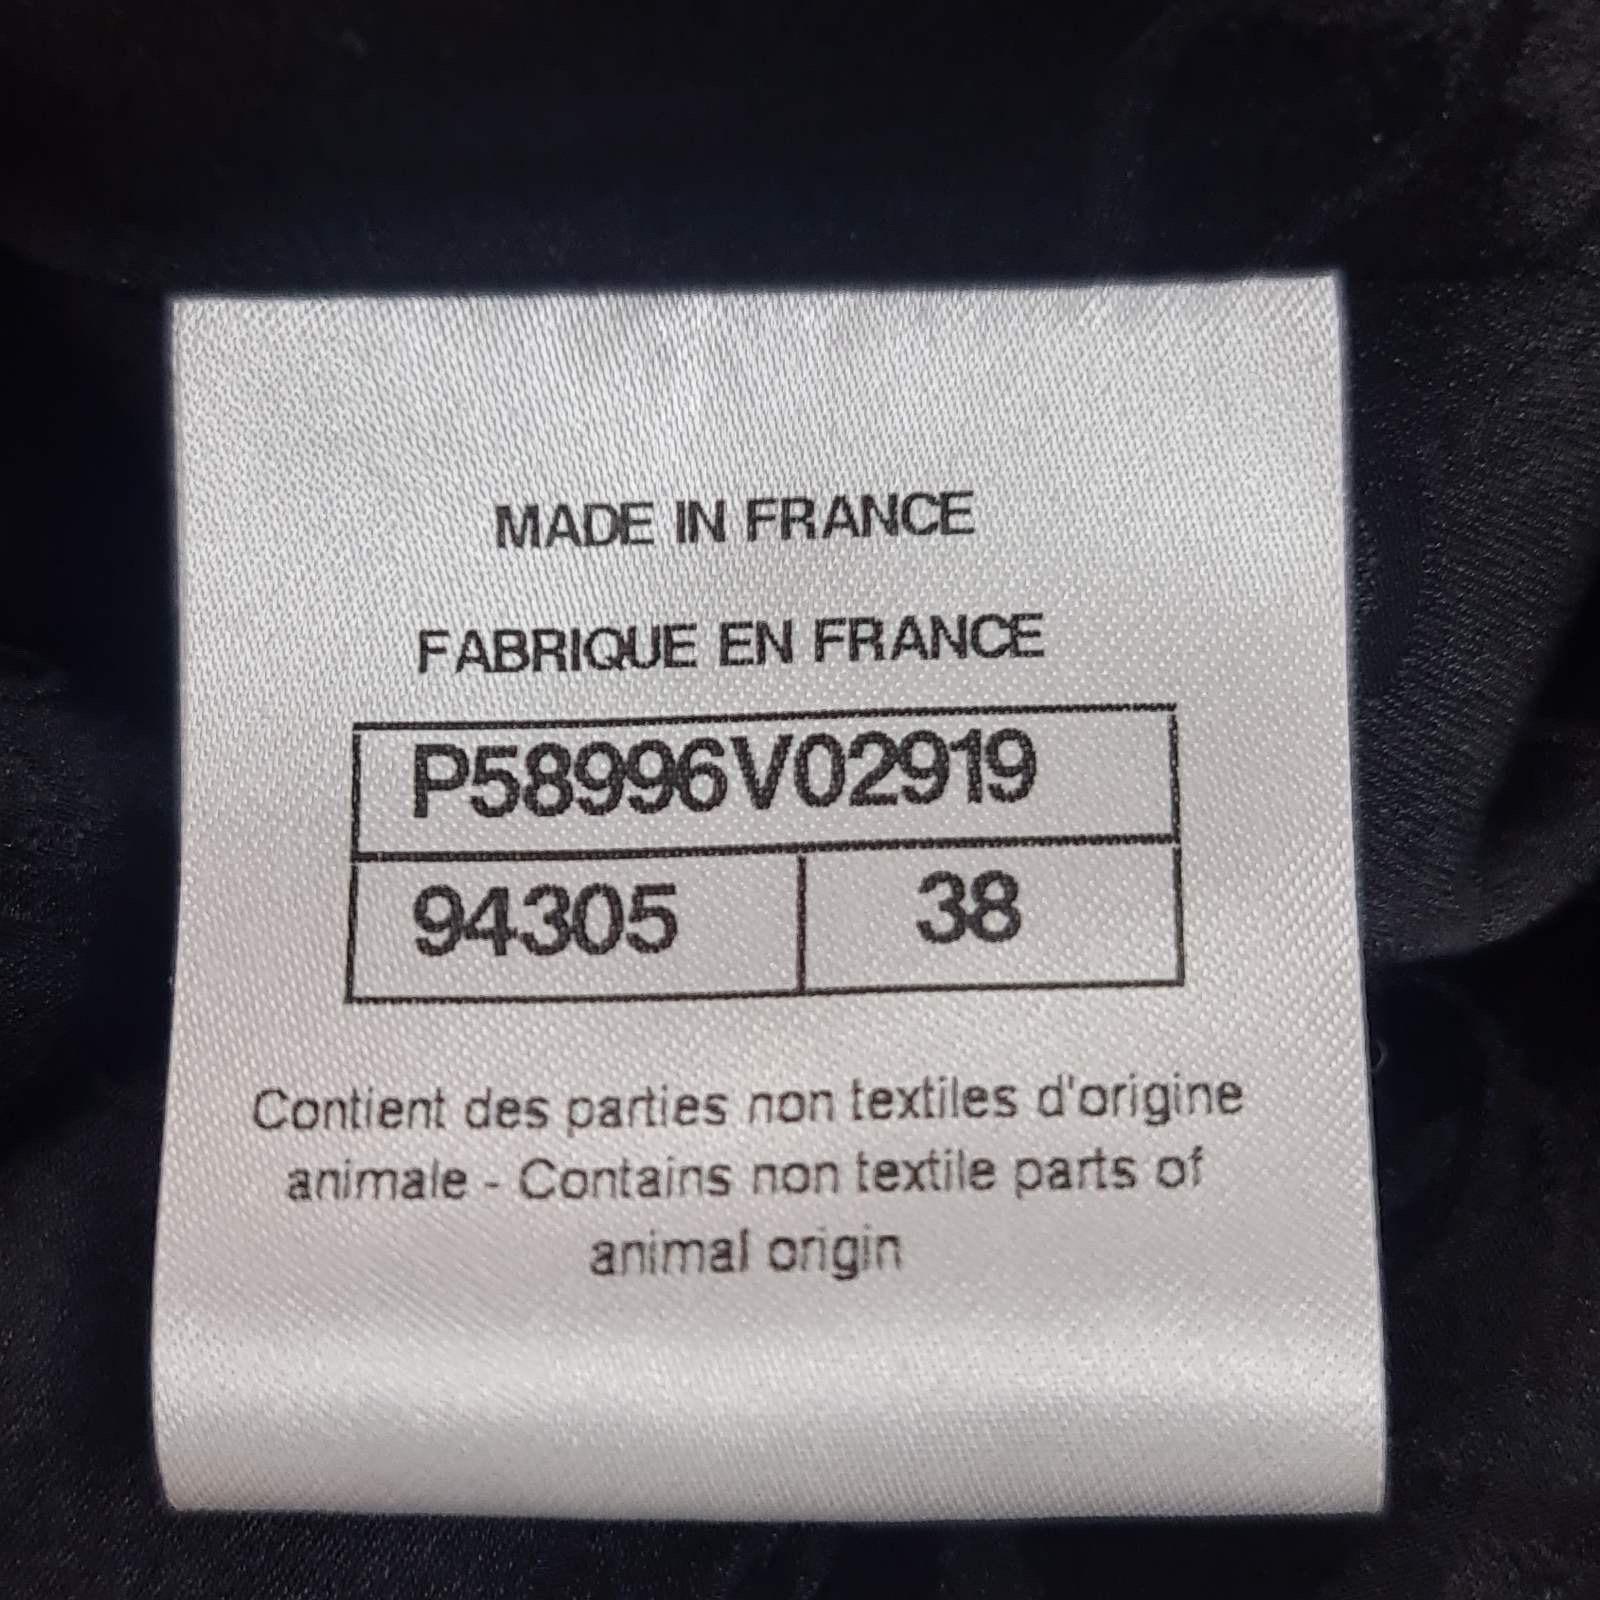 MADE IN FRANCE
FABRIQUE EN FRANCE
P58996V02919
94305 38
Contient des parties non textiles d'origine
animale - Contains non textile parts of
animal origin